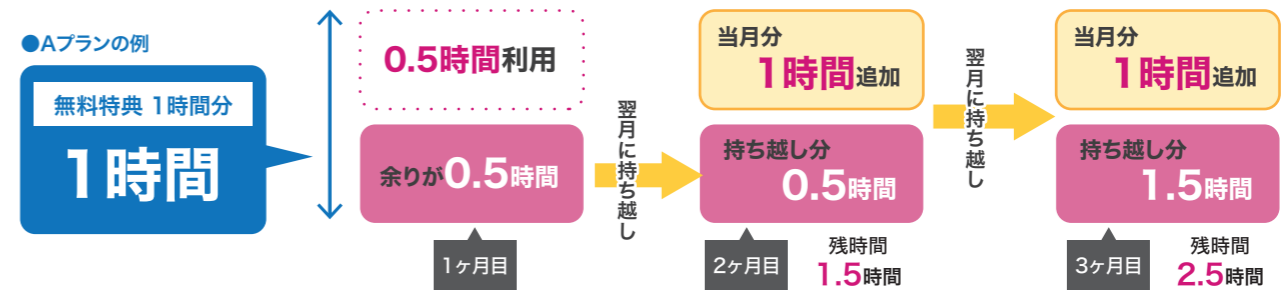 ●Aプランの例
無料特典 1時間分
1時間
0.5時間利用
余りが0.5時間
1ヶ月目
翌月に持ち越し
当月分
1時間追加
持ち越し分
0.5時間
2ヶ月目
残時間
1.5時間
翌月に持ち越し
当月分
1時間追加
持ち越し分
1.5時間
3ヶ月目
残時間
2.5時間